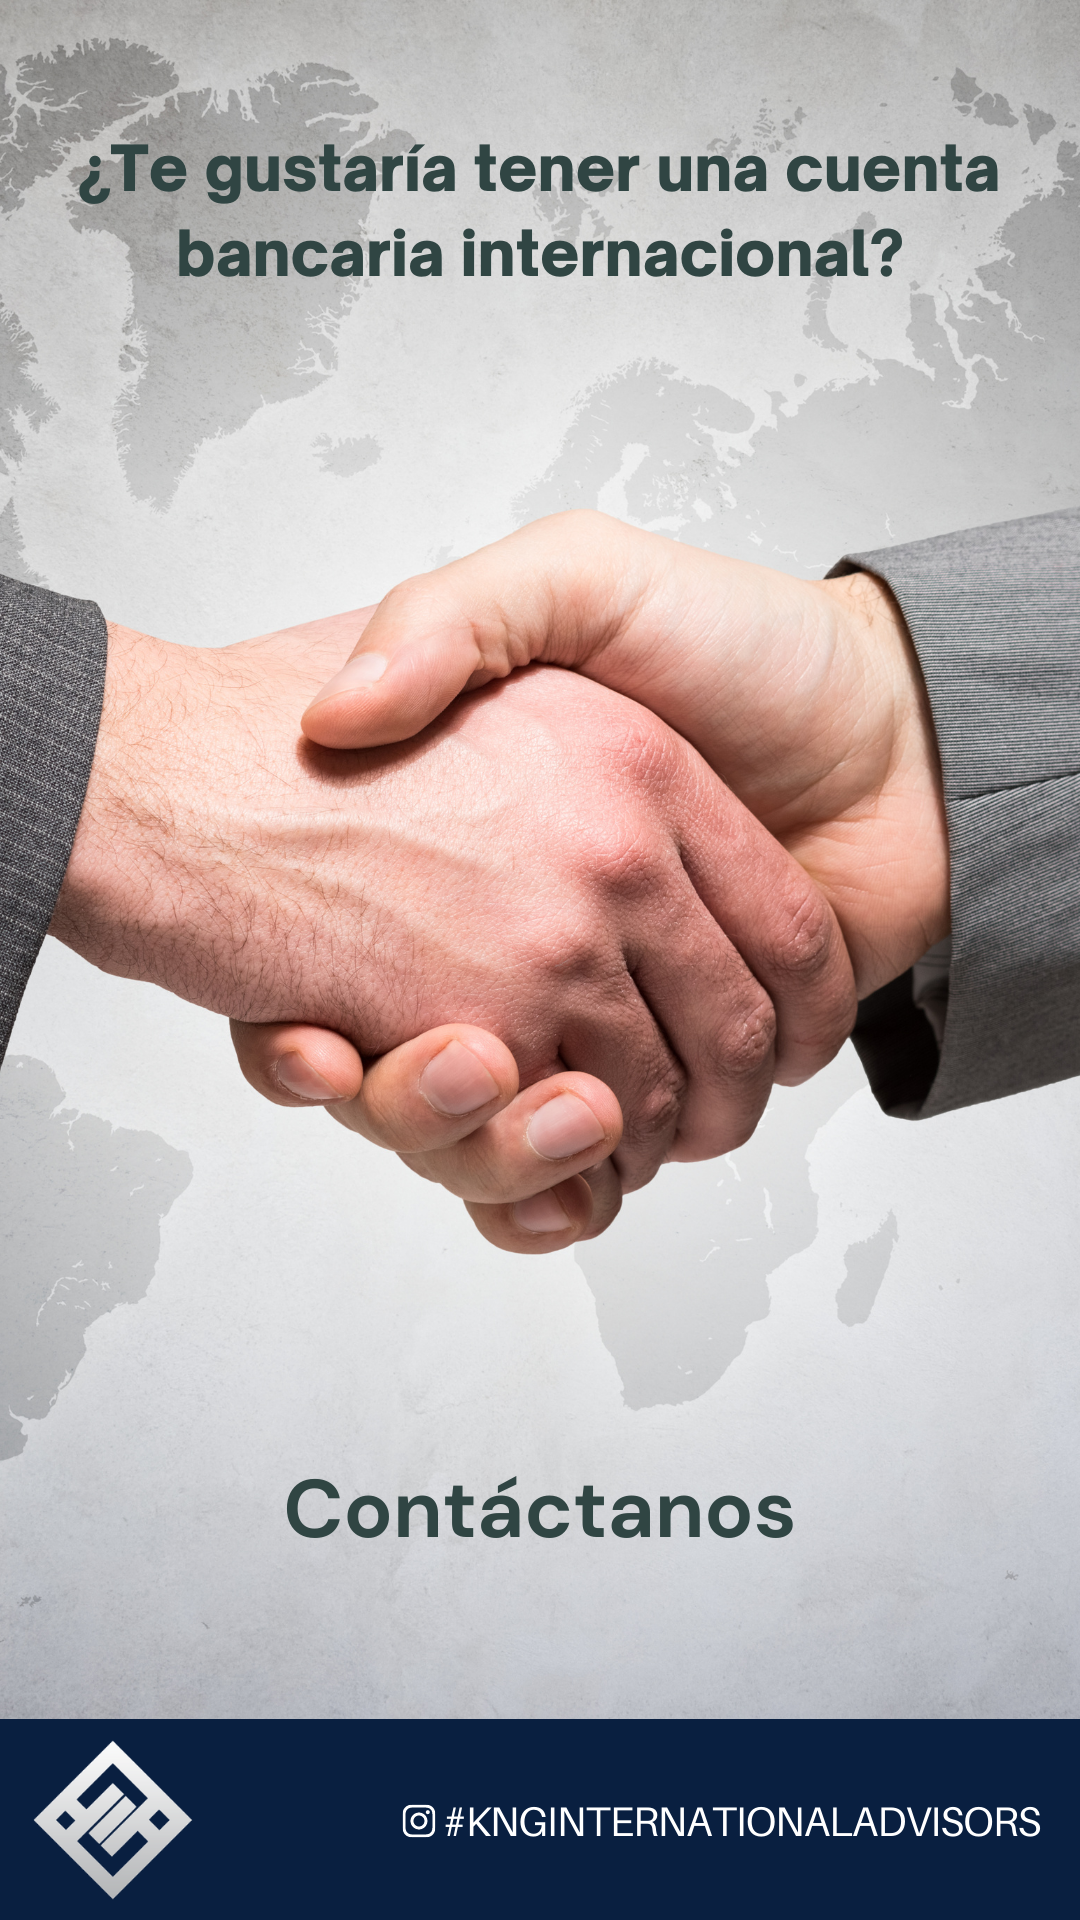 ¿Te gustaría tener una cuenta
bancaria internacional?
Contáctanos
#KNGINTERNATIONALADVISORS